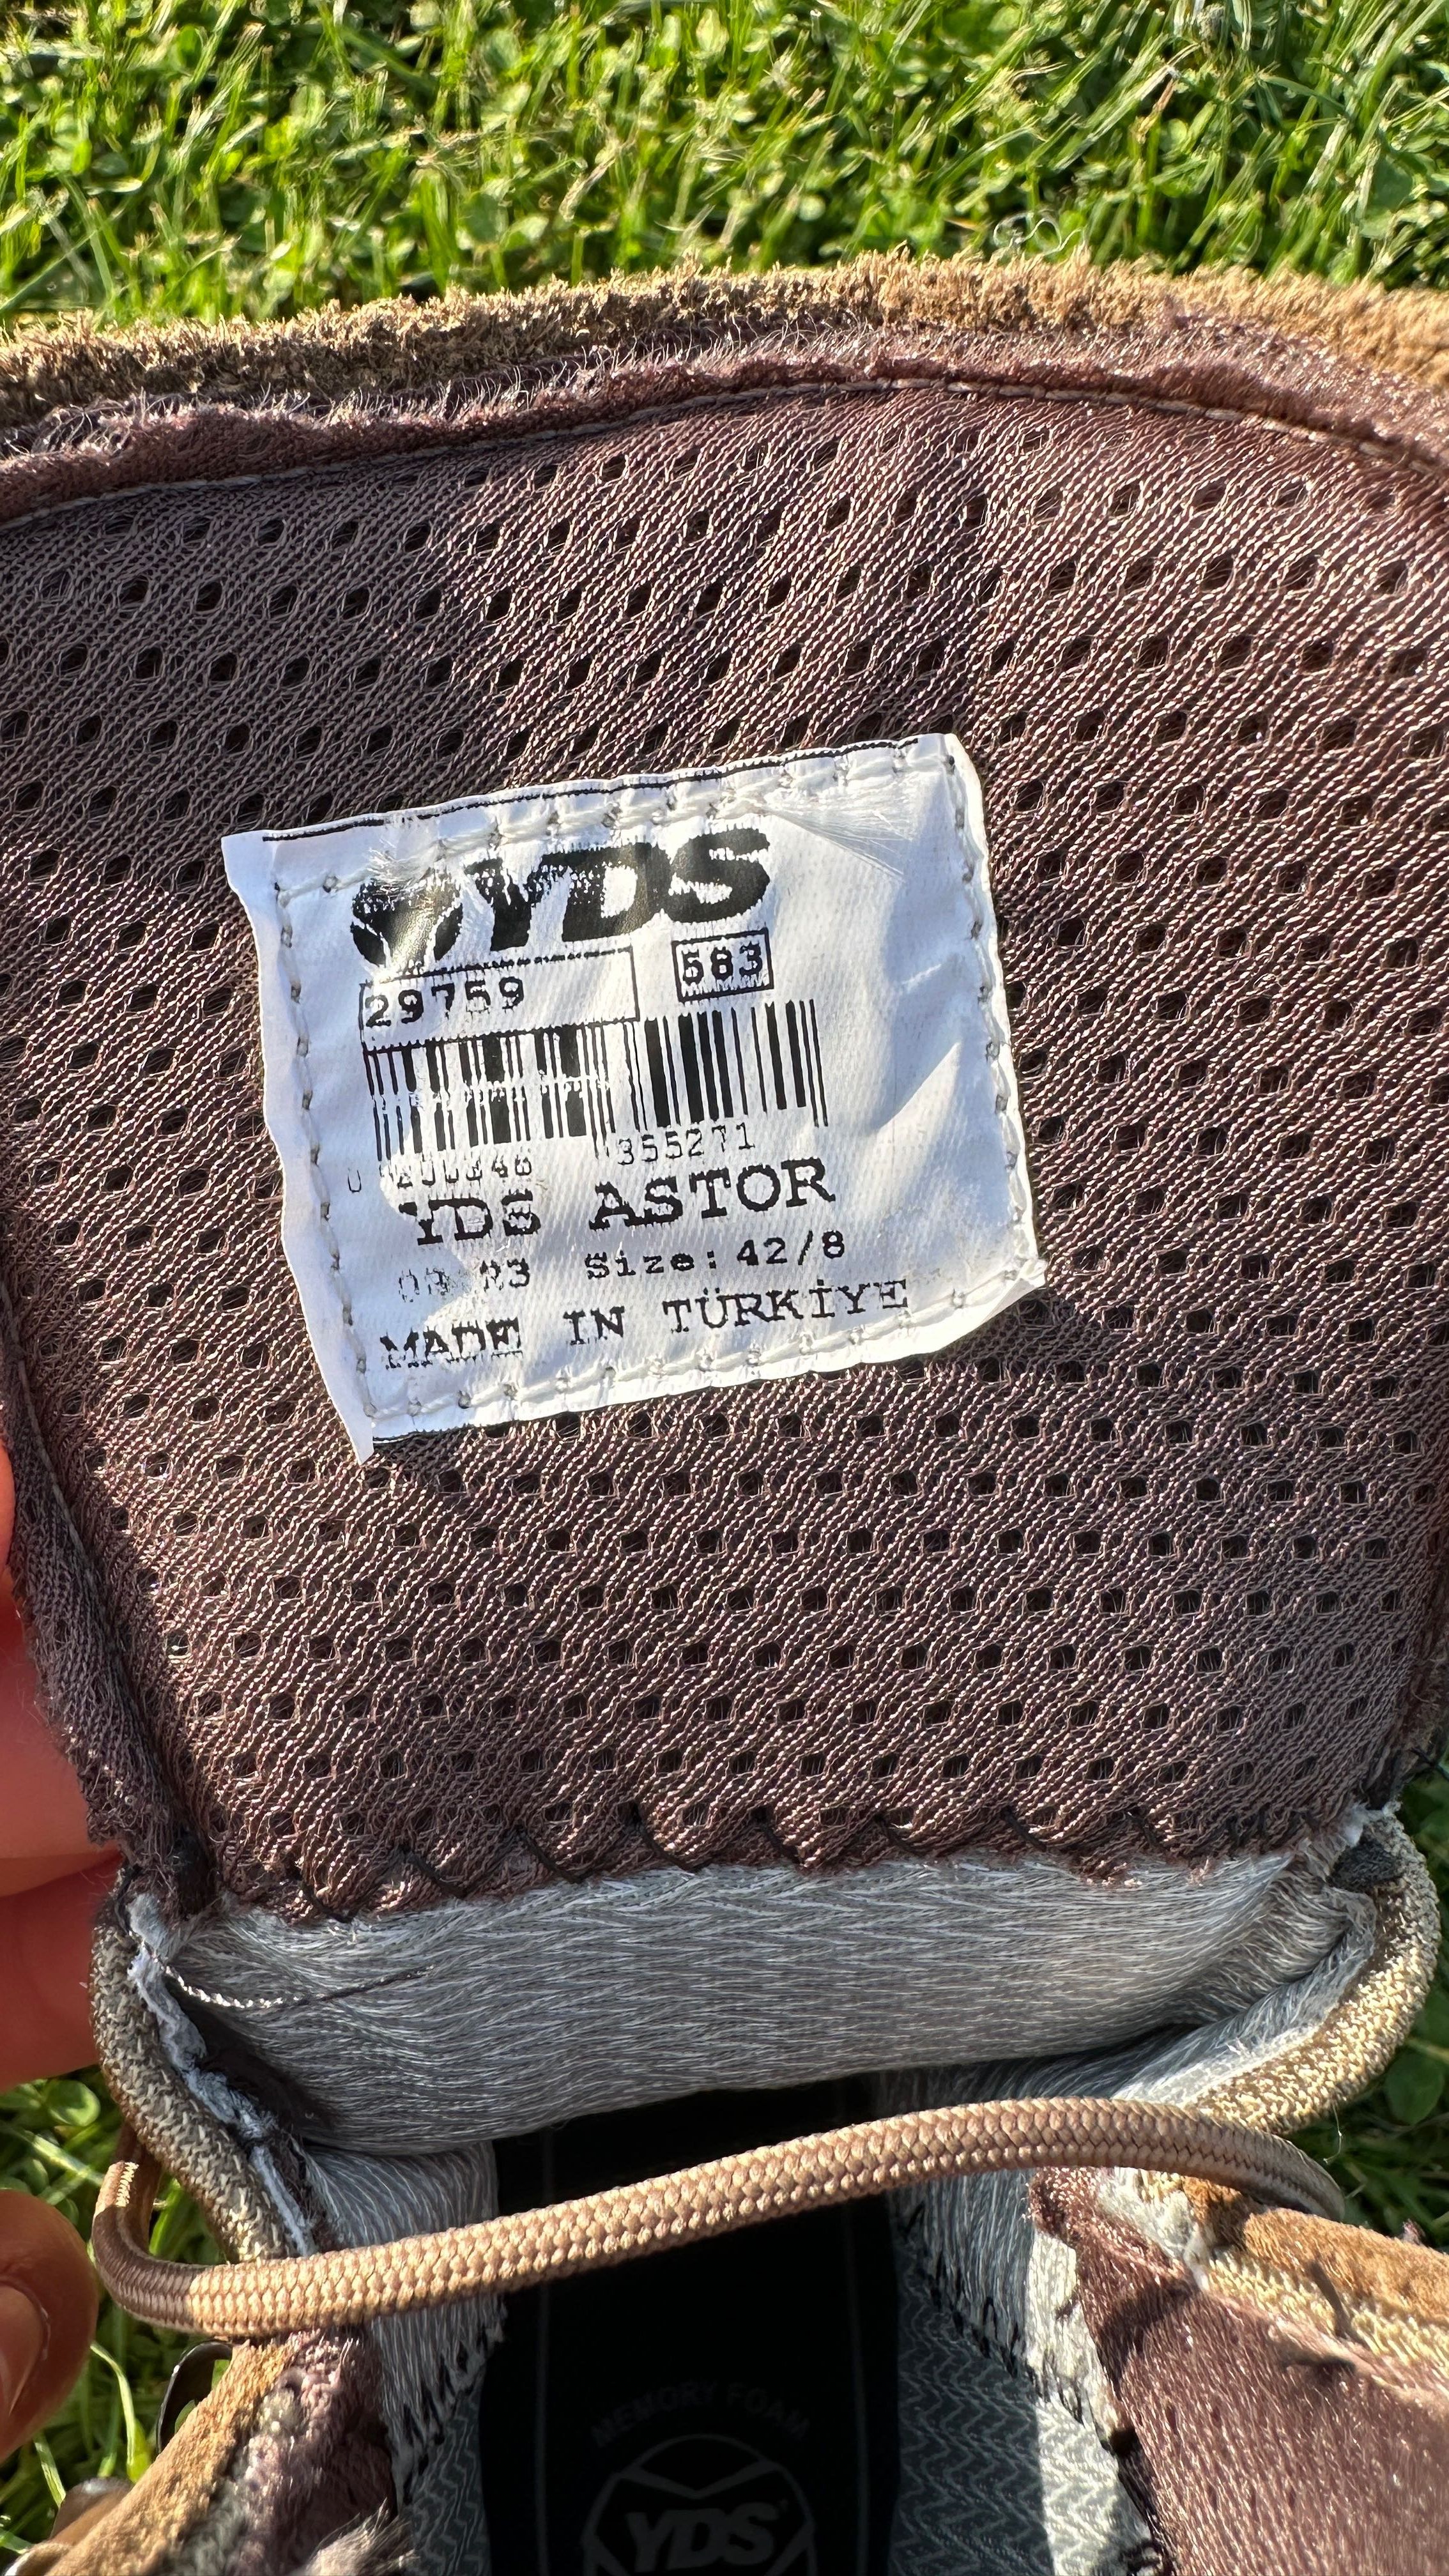 YDS
29759 583
355271
YDS ASTOR
Size: 42/8
MADE IN TÜRKİYE
MEMORY FOAM
YDS